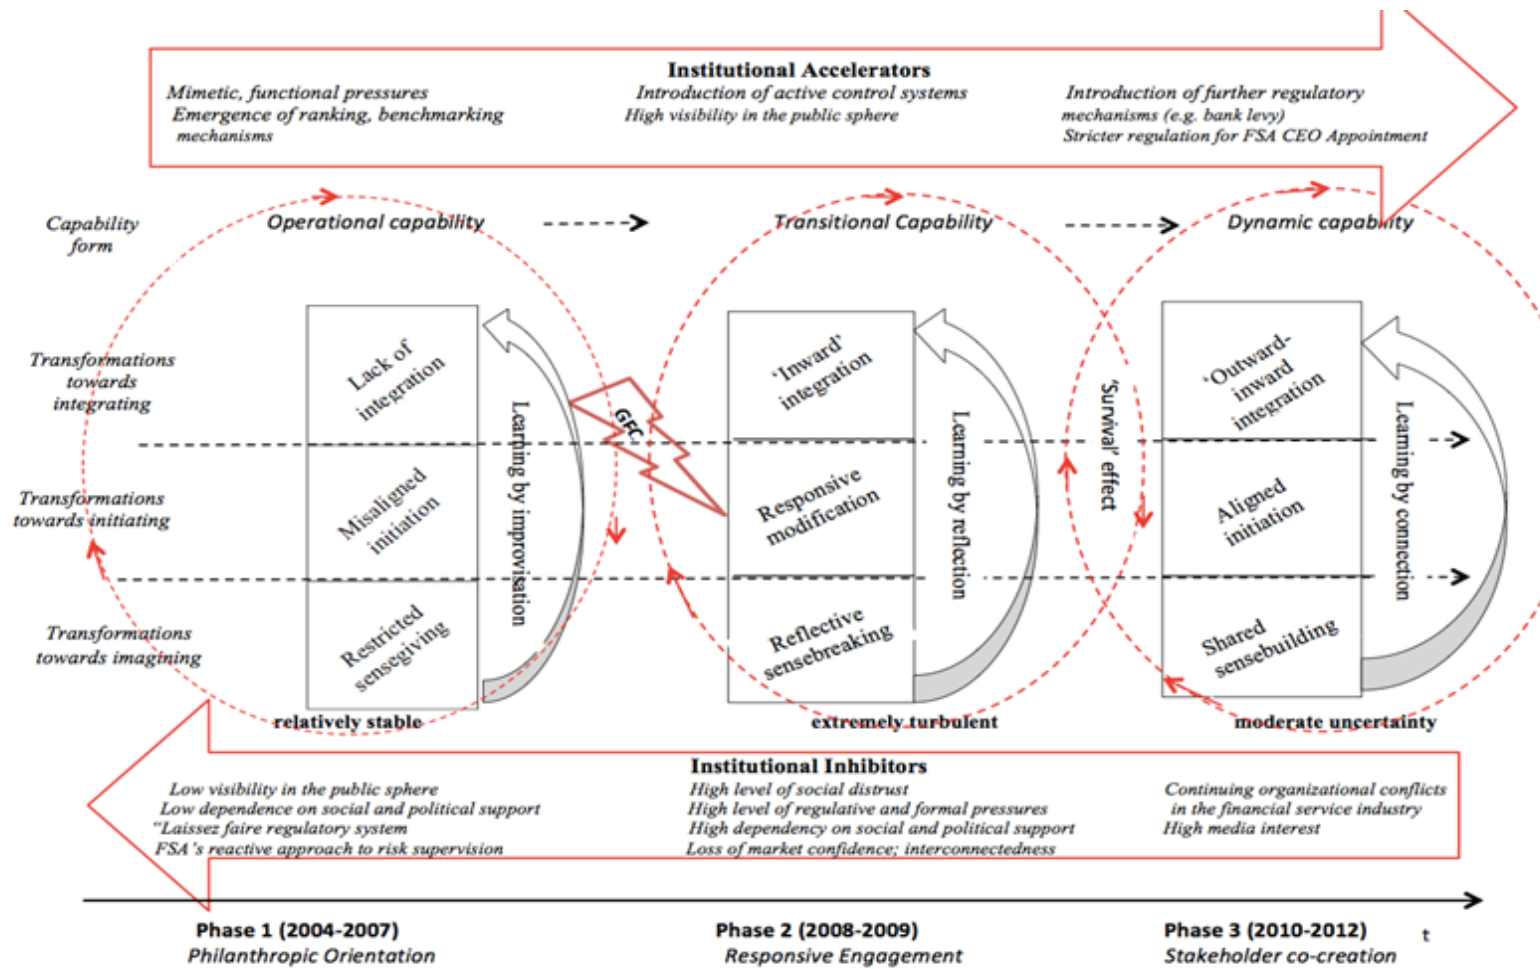 Institutional Accelerators
Mimetic, functional pressures
Emergence of ranking, benchmarking
mechanisms
Introduction of active control systems
High visibility in the public sphere
Introduction of further regulatory
mechanisms (e.g. bank levy)
Stricter regulation for FSA CEO Appointment
Capability
form
Operational capability
Transitional Capability
Dynamic capability
Transformations
towards
integrating
Lack of
integration
Learning by improvisation
GFC
'Inward'
integration
Learning by reflection
'Survival' effect
'Outward-
inward
integration
Learning by connection
Transformations
towards initiating
Misaligned
initiation
Responsive
modification
Aligned
initiation
Transformations
towards imagining
Restricted
sensegiving
Reflective
sensebreaking
Shared
sensebuilding
relatively stable
extremely turbulent
moderate uncertainty
Institutional Inhibitors
Low visibility in the public sphere
Low dependence on social and political support
"Laissez faire regulatory system
FSA's reactive approach to risk supervision
High level of social distrust
High level of regulative and formal pressures
High dependency on social and political support
Loss of market confidence; interconnectedness
Continuing organizational conflicts
in the financial service industry
High media interest
Phase 1 (2004-2007)
Philanthropic Orientation
Phase 2 (2008-2009)
Responsive Engagement
Phase 3 (2010-2012)
Stakeholder co-creation
t